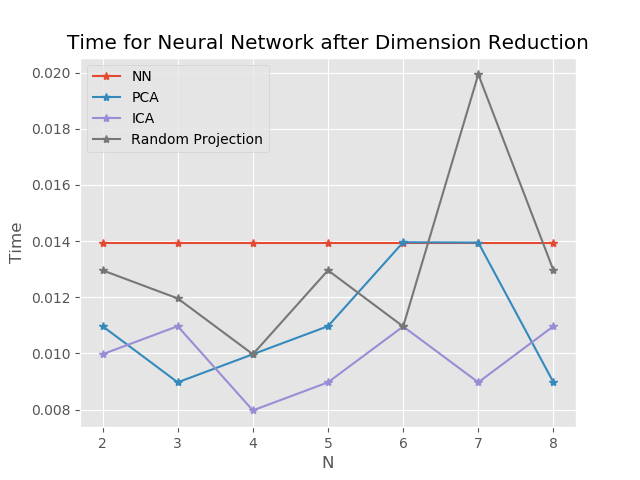 Time for Neural Network after Dimension Reduction
NN
PCA
ICA
Random Projection
0.020
0.018
0.016
0.014
0.012
0.010
0.008
Time
2 3 4 5 6 7 8
N